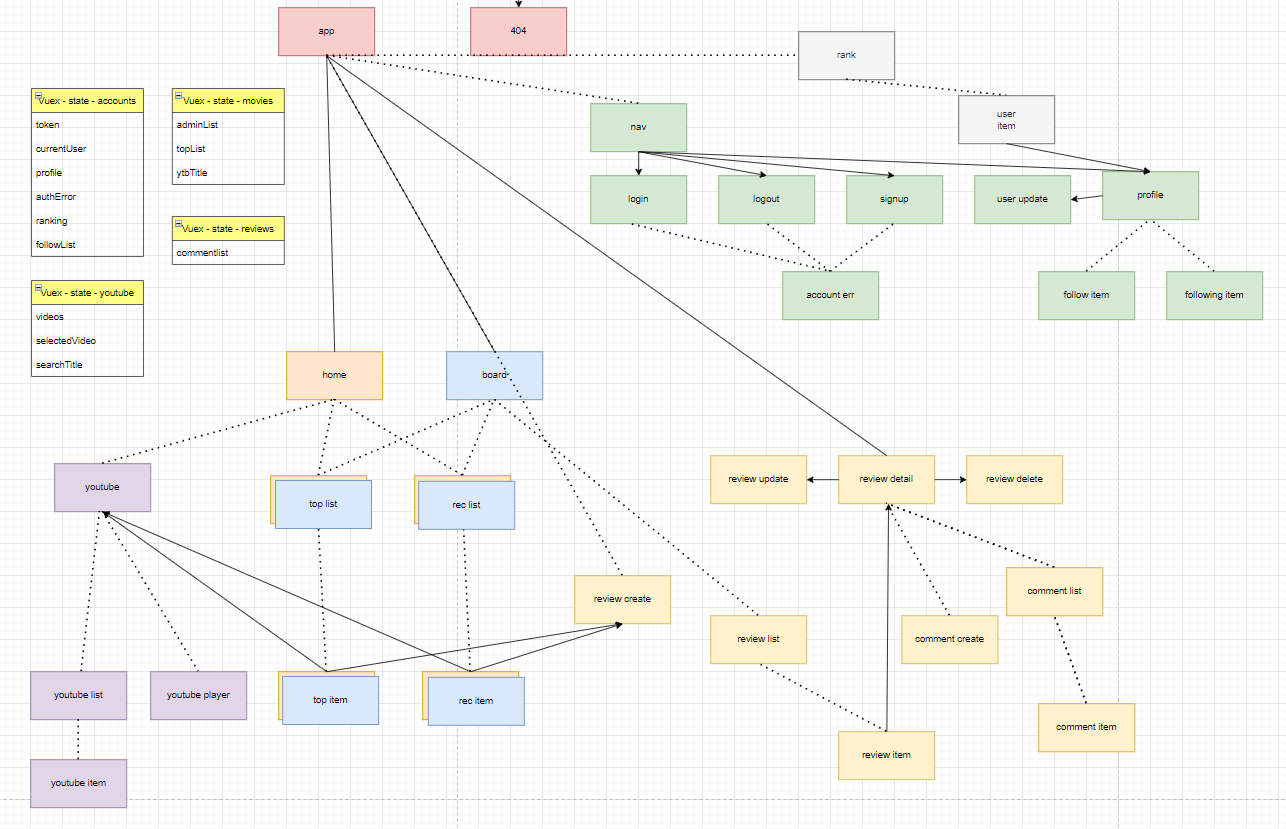 app
404
rank
Vuex - state - accounts
token
currentUser
profile
authError
ranking
followList
Vuex - state - movies
adminList
topList
ytbTitle
Vuex - state - reviews
commentlist
Vuex - state - youtube
videos
selectedVideo
searchTitle
nav
user
item
login
logout
signup
user update
profile
account err
follow item
following item
home
board
youtube
top list
rec list
review update
review detail
review delete
review create
review list
comment create
comment list
youtube list
youtube player
top item
rec item
review item
comment item
youtube item